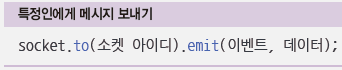 특정인에게 메시지 보내기
socket.to(소켓 아이디).emit(이벤트, 데이터);